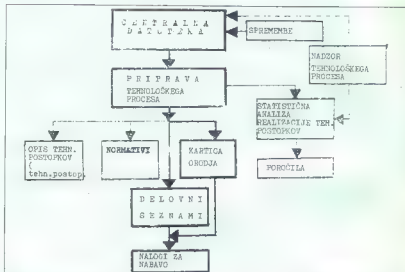 CENTRALNA
DATOTEKA
SPREMEMBE
NADZOR
TEHNOLOŠKEGA
PROCESA
PRIPRAVA
TEHNOLOŠKEGA
PROCESA
STATISTIČNA
ANALIZA
REALIZACIJE TEH.
POSTOPKOV
OPIS TEHN.
POSTOPKOV
(
tehn.postop.
NORMATIVI
KARTICA
ORODJA
POROČILA
DELOVNI
SEZNAMI
NALOGI ZA
NABAVO